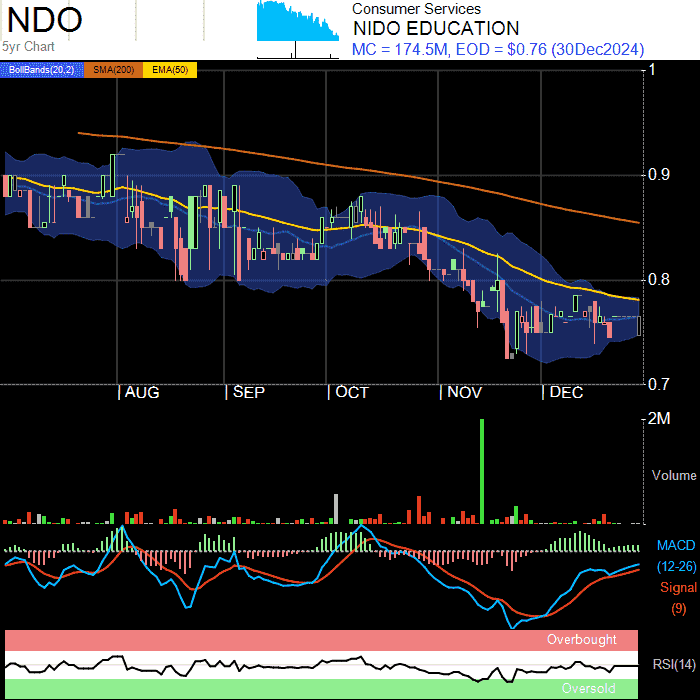 NDO
5yr Chart
Consumer Services
NIDO EDUCATION
MC = 174.5M, EOD = $0.76 (30Dec2024)
BollBands(20,2) SMA(200) EMA(50)
1
0.9
0.8
0.7
AUG SEP OCT NOV DEC
2M
Volume
MACD
(12-26)
Signal
(9)
Overbought
RSI(14)
Oversold